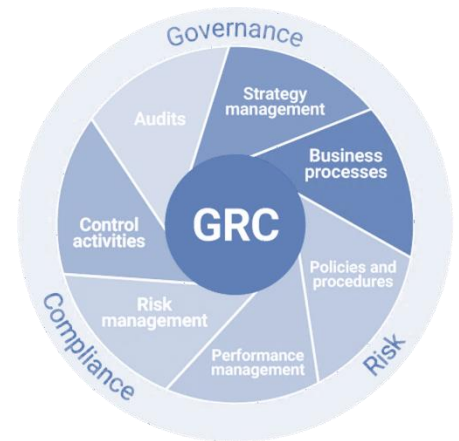 Governance
Strategy
management
Audits
Business
processes
GRC
Control
activities
Policies and
procedures
Risk
management
Performance
management
Compliance
Risk